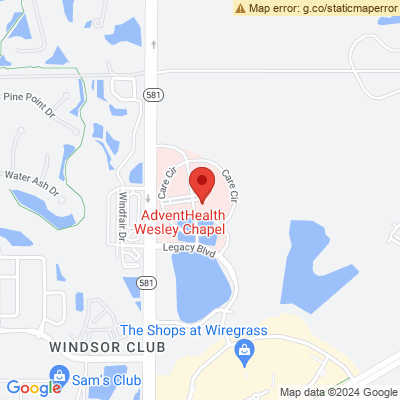 Map error: g.co/staticmaperror
Pine Point Dr
581
Water Ash Dr
Windfair Dr.
Care Cir
Care Cir
AdventHealth
Wesley Chapel
Legacy Blvd
581
The Shops at Wiregrass
WINDSOR CLUB
Sam's Club
Google
Map data ©2024 Google